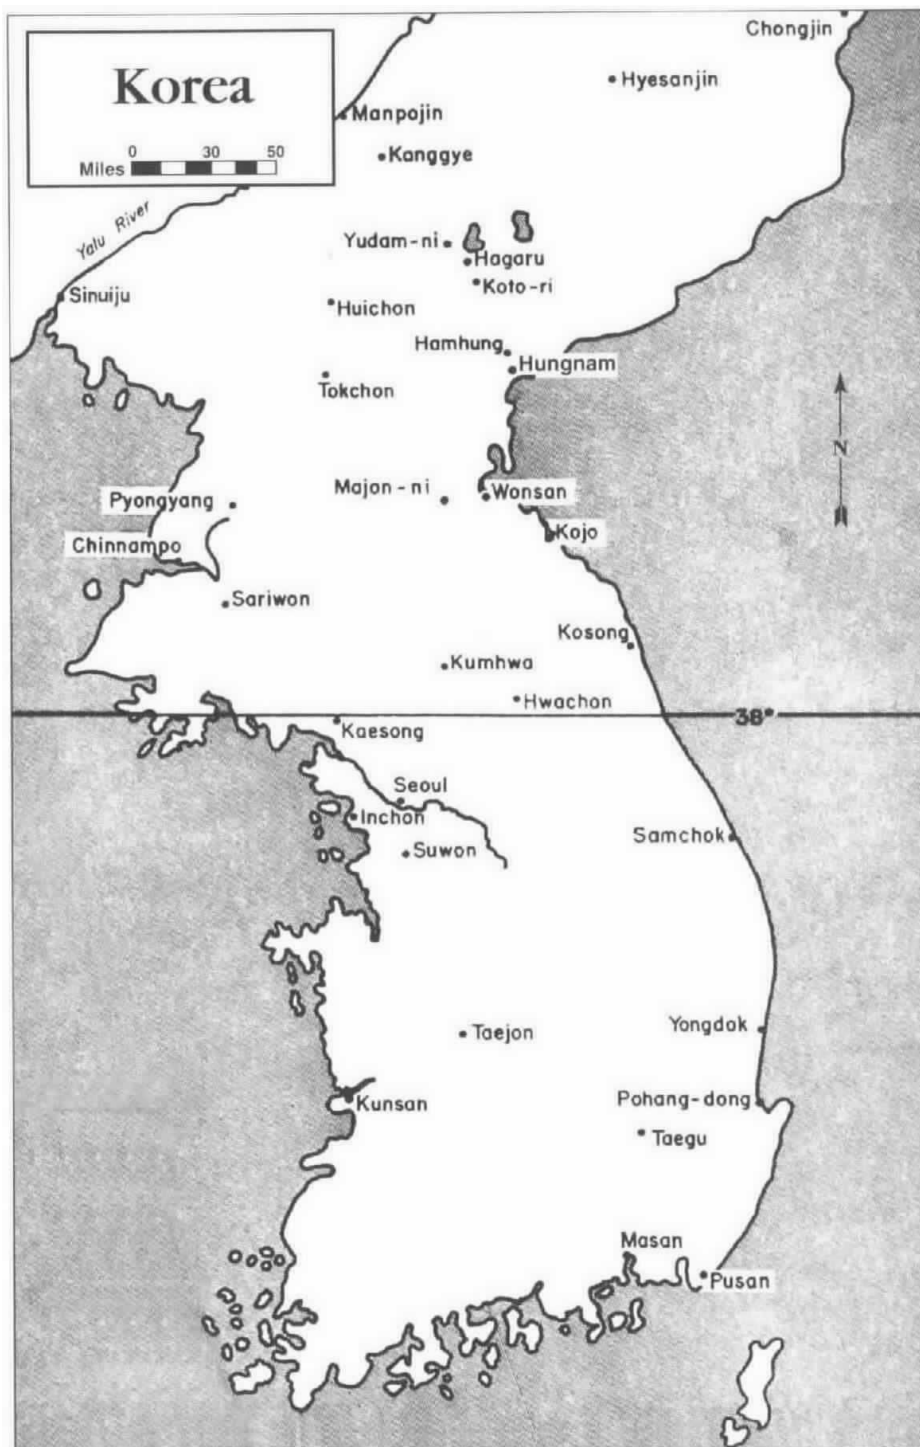 Korea
0 30 50
Miles
Chongjin
Hyesanjin
Manpojin
Kanggye
Yalu River
Yudam-ni
Hagaru
Koto-ri
Sinuiju
Huichon
Hamhung
Hungnam
Tokchon
N
Majon-ni
Wonsan
Pyongyang
Kojo
Chinnampo
Sariwon
Kosong
Kumhwa
Hwachon
38°
Kaesong
Seoul
Inchon
Samchok
Suwon
Yongdok
Taejon
Pohang-dong
Kunsan
Taegu
Masan
Pusan